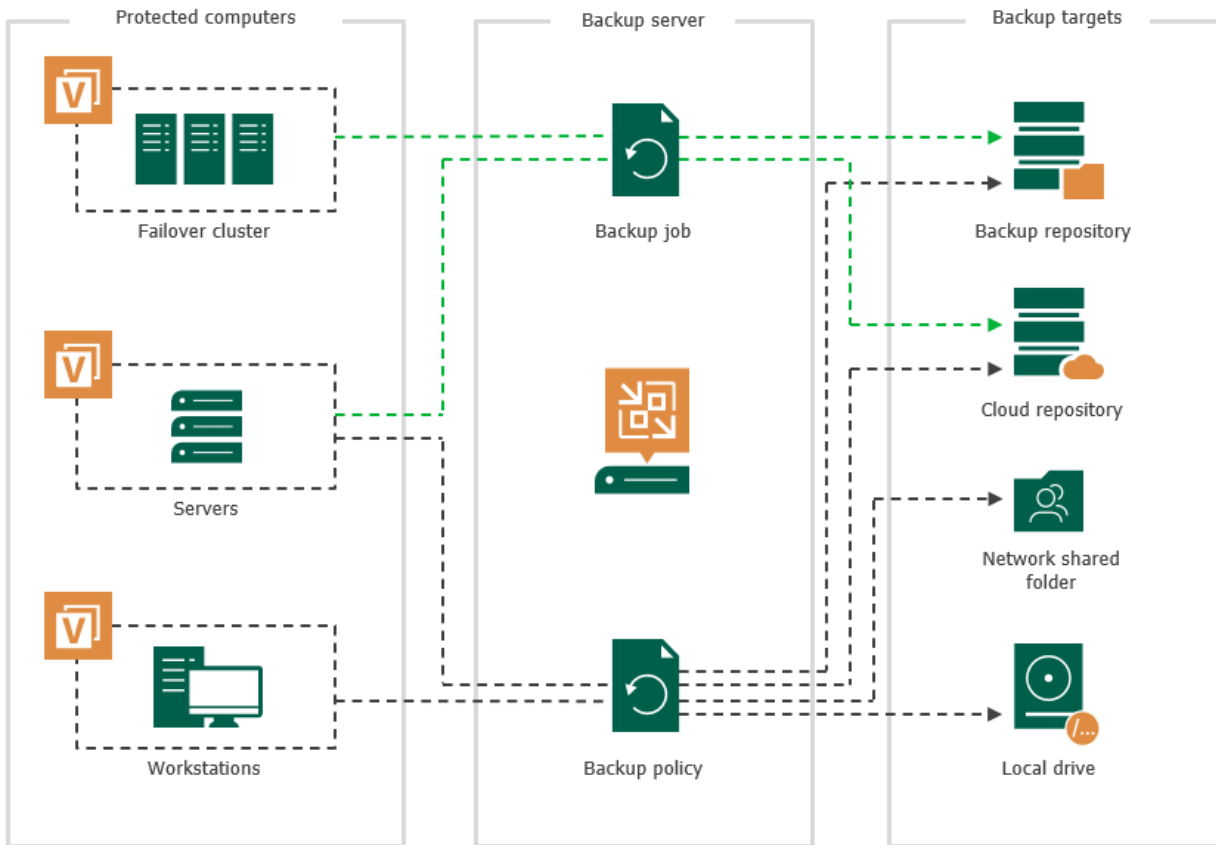 Protected computers
Backup server
Backup targets
V
Failover cluster
Backup job
Backup repository
V
Servers
Cloud repository
Network shared
folder
V
Workstations
Backup policy
/...
Local drive